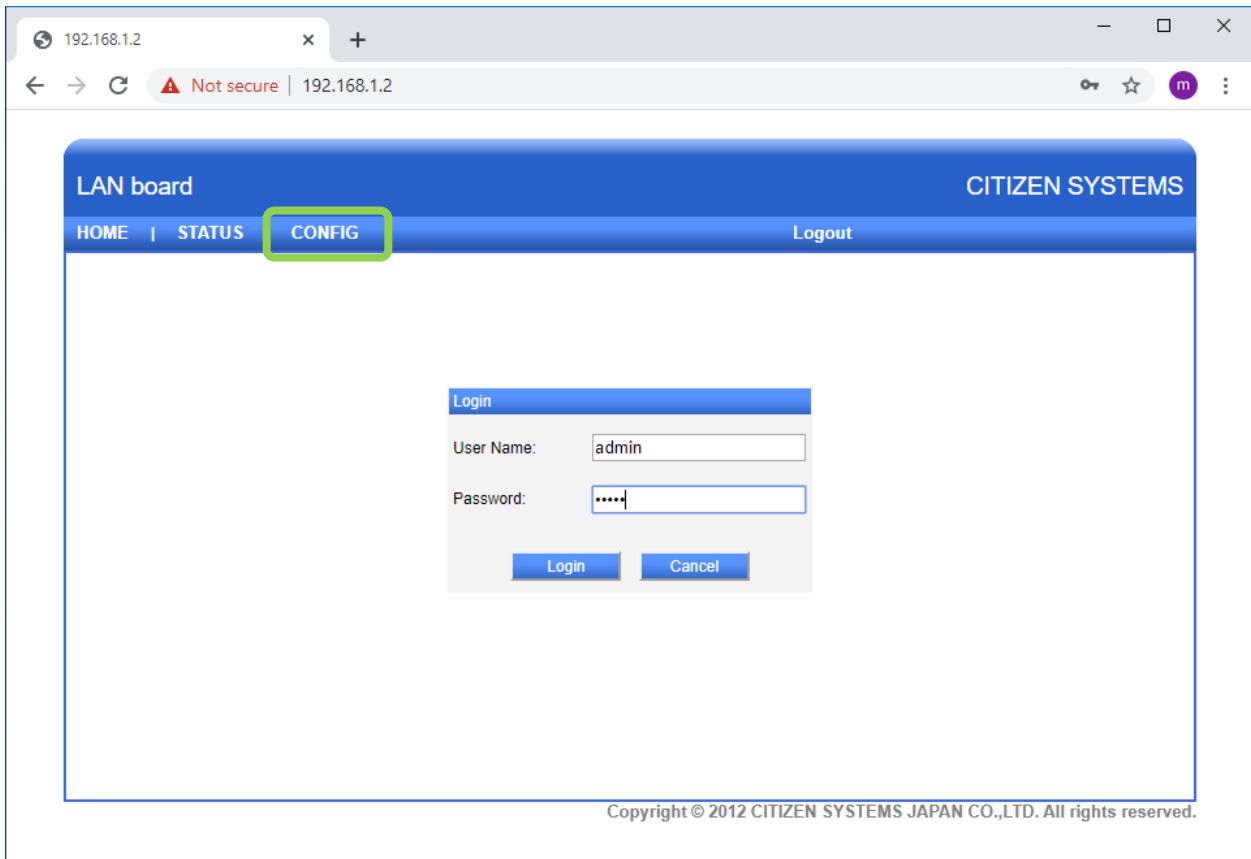 192.168.1.2
Not secure | 192.168.1.2
m
LAN board CITIZEN SYSTEMS
HOME | STATUS CONFIG Logout
Login
User Name: admin
Password: •••••
Login Cancel
Copyright © 2012 CITIZEN SYSTEMS JAPAN CO.,LTD. All rights reserved.